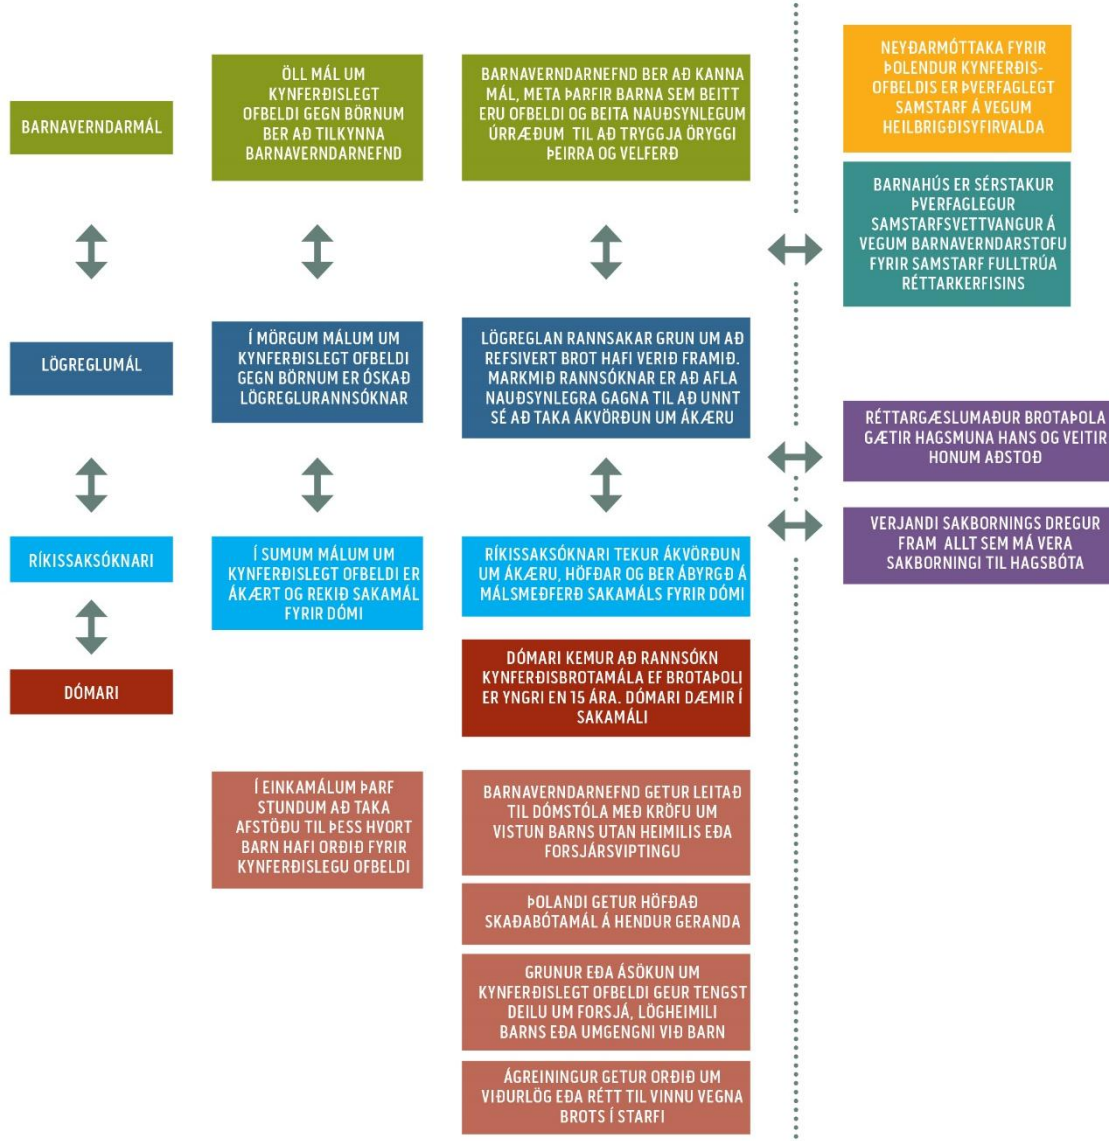 BARNAVERNDARMÁL
ÖLL MÁL UM
KYNFERÐISLEGT
OFBELDI GEGN BÖRNUM
BER AÐ TILKYNNA
BARNAVERNDARNEFND
BARNAVERNDARNEFND BER AÐ KANNA
MÁL, META ÞARFIR BARNA SEM BEITT
ERU OFBELDI OG BEITA NAUÐSYNLEGUM
ÚRRÆÐUM TIL AÐ TRYGGJA ÖRYGGI
ÞEIRRA OG VELFERÐ
NEYÐARMÓTTAKA FYRIR
ÞOLENDUR KYNFERÐIS-
OFBELDIS ER ÞVERFAGLEGT
SAMSTARF Á VEGUM
HEILBRIGÐISYFIRVALDA
BARNAHÚS ER SÉRSTAKUR
ÞVERFAGLEGUR
SAMSTARFSVETTVANGUR Á
VEGUM BARNAVERNDARSTOFU
FYRIR SAMSTARF FULLTRÚA
RÉTTARKERFISINS
LÖGREGLUMÁL
Í MÖRGUM MÁLUM UM
KYNFERÐISLEGT OFBELDI
GEGN BÖRNUM ER ÓSKAÐ
LÖGREGLURANNSÓKNAR
LÖGREGLAN RANNSAKAR GRUN UM AÐ
REFSIVERT BROT HAFI VERIÐ FRAMIÐ.
MARKMIÐ RANNSÓKNAR ER AÐ AFLA
NAUÐSYNLEGRA GAGNA TIL AÐ UNNT
SÉ AÐ TAKA ÁKVÖRÐUN UM ÁKÆRU
RÉTTARGÆSLUMAÐUR BROTAÞOLA
GÆTIR HAGSMUNA HANS OG VEITIR
HONUM AÐSTOÐ
RÍKISSAKSÓKNARI
Í SUMUM MÁLUM UM
KYNFERÐISLEGT OFBELDI ER
ÁKÆRT OG REKIÐ SAKAMÁL
FYRIR DÓMI
RÍKISSAKSÓKNARI TEKUR ÁKVÖRÐUN
UM ÁKÆRU, HÖFÐAR OG BER ÁBYRGÐ Á
MÁLSMEÐFERÐ SAKAMÁLS FYRIR DÓMI
VERJANDI SAKBORNINGS DREGUR
FRAM ALLT SEM MÁ VERA
SAKBORNINGI TIL HAGSBÓTA
DÓMARI
DÓMARI KEMUR AÐ RANNSÓKN
KYNFERÐISBROTAMÁLA EF BROTAÞOLI
ER YNGRI EN 15 ÁRA. DÓMARI DÆMIR Í
SAKAMÁLI
Í EINKAMÁLUM ÞARF
STUNDUM AÐ TAKA
AFSTÖÐU TIL ÞESS HVORT
BARN HAFI ORÐIÐ FYRIR
KYNFERÐISLEGU OFBELDI
BARNAVERNDARNEFND GETUR LEITAÐ
TIL DÓMSTÓLA MEÐ KRÖFU UM
VISTUN BARNS UTAN HEIMILIS EÐA
FORSJÁRSVIPTINGU
ÞOLANDI GETUR HÖFÐAÐ
SKAÐABÓTAMÁL Á HENDUR GERANDA
GRUNUR EÐA ÁSÖKUN UM
KYNFERÐISLEGT OFBELDI GEUR TENGST
DEILU UM FORSJÁ, LÖGHEIMILI
BARNS EÐA UMGENGNI VIÐ BARN
ÁGREININGUR GETUR ORÐIÐ UM
VIÐURLÖG EÐA RÉTT TIL VINNU VEGNA
BROTS Í STARFI